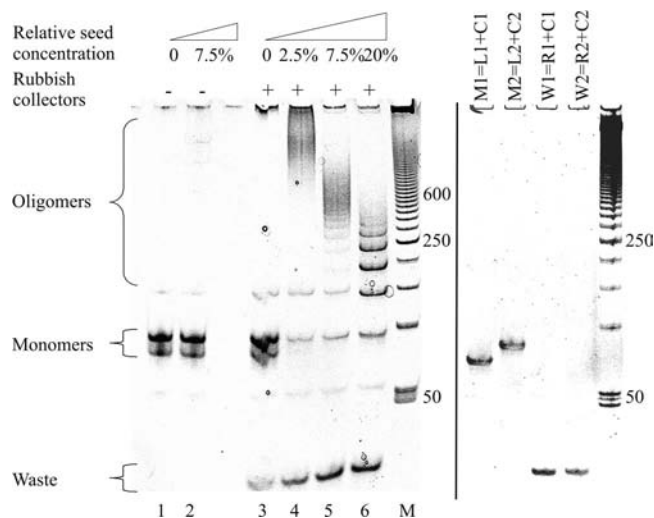 Relative seed
concentration
0 7.5% 0 2.5% 7.5% 20%
Rubbish
collectors
- - + + + +
Oligomers
Monomers
Waste
600
250
50
1 2 3 4 5 6 M
M1=L1+C1
M2=L2+C2
W1=R1+C1
W2=R2+C2
250
50